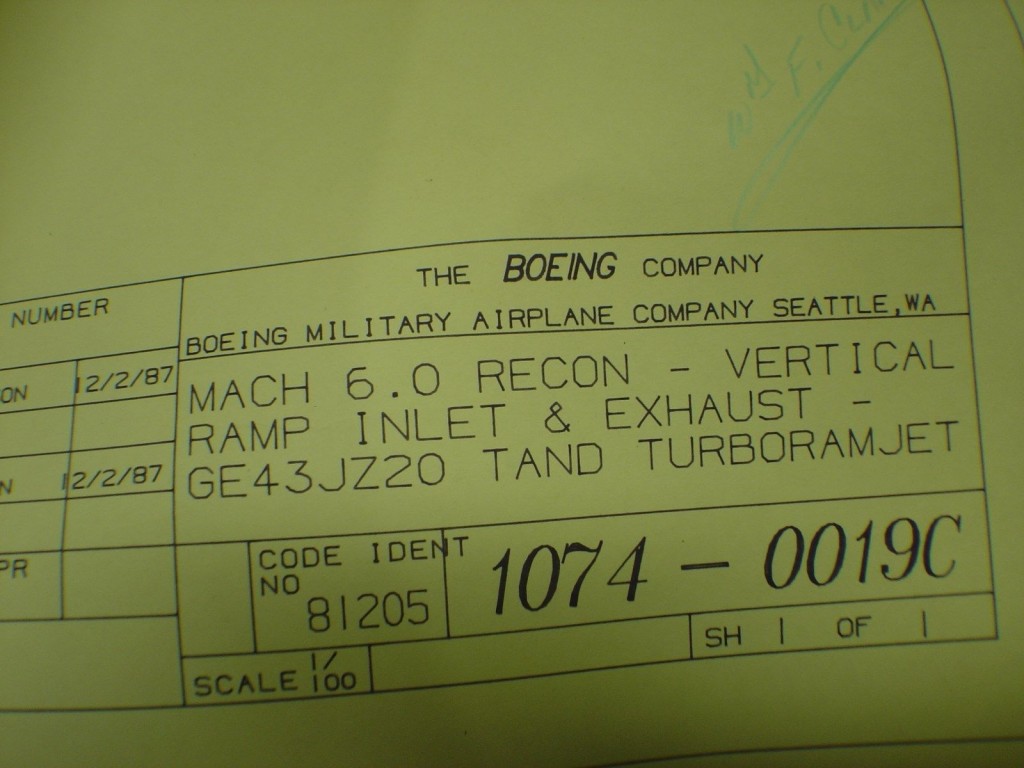 F.
NUMBER
THE BOEING COMPANY
BOEING MILITARY AIRPLANE COMPANY SEATTLE, WA
ON 12/2/87
MACH 6.0 RECON - VERTICAL
RAMP INLET & EXHAUST -
GE43JZ20 TAND TURBORAMJET
N 12/2/87
PR
CODE IDENT
NO
81205
1074-0019C
SH 1 OF 1
SCALE 1/100